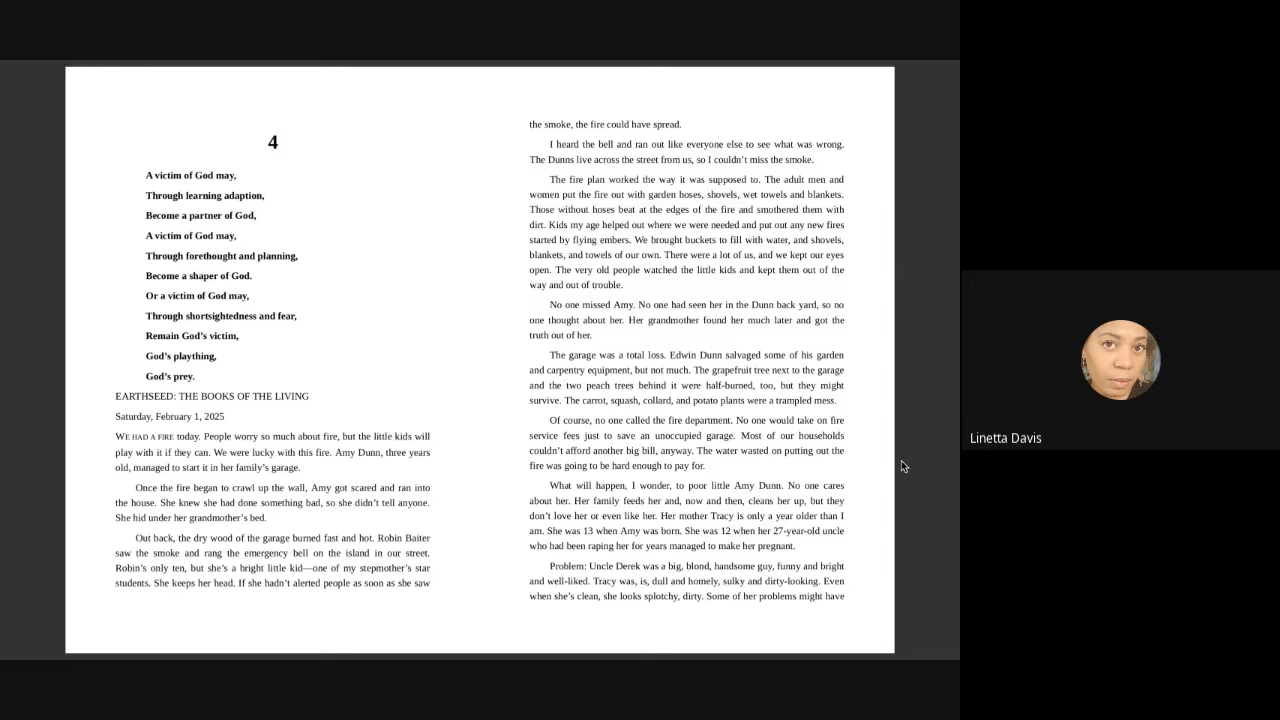 4
A victim of God may,
Through learning adaption,
Become a partner of God,
A victim of God may,
Through forethought and planning,
Become a shaper of God.
Or a victim of God may,
Through shortsightedness and fear,
Remain God's victim,
God's plaything,
God's prey.
EARTHSEED: THE BOOKS OF THE LIVING
Saturday, February 1, 2025
WE HAD A FIRE today. People worry so much about fire, but the little kids will
play with it if they can. We were lucky with this fire. Amy Dunn, three years
old, managed to start it in her family's garage.
Once the fire began to crawl up the wall, Amy got scared and ran into
the house. She knew she had done something bad, so she didn't tell anyone.
She hid under her grandmother's bed.
Out back, the dry wood of the garage burned fast and hot. Robin Baiter
saw the smoke and rang the emergency bell on the island in our street.
Robin's only ten, but she's a bright little kid—one of my stepmother's star
students. She keeps her head. If she hadn't alerted people as soon as she saw
the smoke, the fire could have spread.
I heard the bell and ran out like everyone else to see what was wrong.
The Dunns live across the street from us, so I couldn't miss the smoke.
The fire plan worked the way it was supposed to. The adult men and
women put the fire out with garden hoses, shovels, wet towels and blankets.
Those without hoses beat at the edges of the fire and smothered them with
dirt. Kids my age helped out where we were needed and put out any new fires
started by flying embers. We brought buckets to fill with water, and shovels,
blankets, and towels of our own. There were a lot of us, and we kept our eyes
open. The very old people watched the little kids and kept them out of the
way and out of trouble.
No one missed Amy. No one had seen her in the Dunn back yard, so no
one thought about her. Her grandmother found her much later and got the
truth out of her.
The garage was a total loss. Edwin Dunn salvaged some of his garden
and carpentry equipment, but not much. The grapefruit tree next to the garage
and the two peach trees behind it were half-burned, too, but they might
survive. The carrot, squash, collard, and potato plants were a trampled mess.
Of course, no one called the fire department. No one would take on fire
service fees just to save an unoccupied garage. Most of our households
couldn't afford another big bill, anyway. The water wasted on putting out the
fire was going to be hard enough to pay for.
What will happen, I wonder, to poor little Amy Dunn. No one cares
about her. Her family feeds her and, now and then, cleans her up, but they
don't love her or even like her. Her mother Tracy is only a year older than I
am. She was 13 when Amy was born. She was 12 when her 27-year-old uncle
who had been raping her for years managed to make her pregnant.
Problem: Uncle Derek was a big, blond, handsome guy, funny and bright
and well-liked. Tracy was, is, dull and homely, sulky and dirty-looking. Even
when she's clean, she looks splotchy, dirty. Some of her problems might have
Linetta Davis